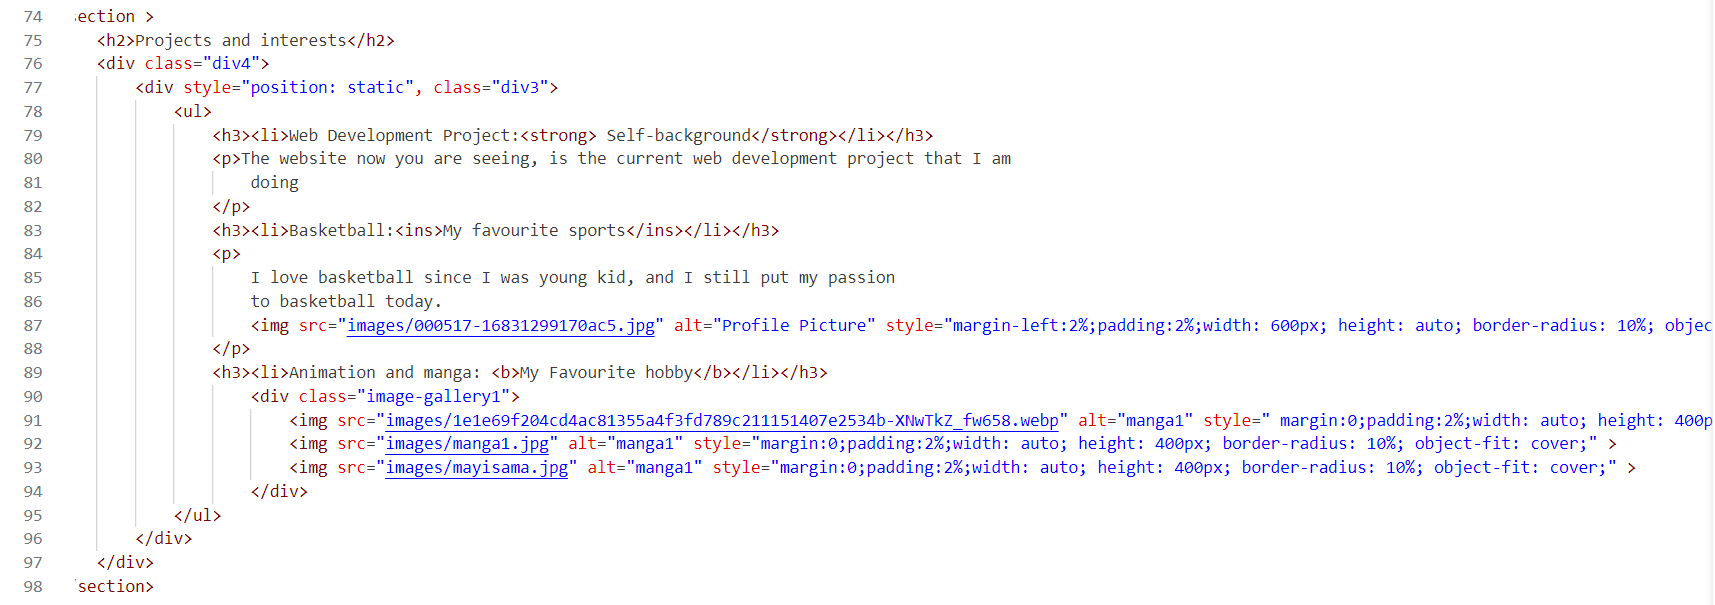 74 section >
75 <h2>Projects and interests</h2>
76 <div class="div4">
77 <div style="position: static", class="div3">
78 <ul>
79 <h3><li>Web Development Project:<strong> Self-background</strong></li></h3>
80 <p>The website now you are seeing, is the current web development project that I am
81 doing
82 </p>
83 <h3><li>Basketball:<ins>My favourite sports</ins></li></h3>
84 <p>
85 I love basketball since I was young kid, and I still put my passion
86 to basketball today.
87 <img src="images/000517-16831299170ac5.jpg" alt="Profile Picture" style="margin-left:2%;padding:2%;width: 600px; height: auto; border-radius: 10%; objec
88 </p>
89 <h3><li>Animation and manga: <b>My Favourite hobby</b></li></h3>
90 <div class="image-gallery1">
91 <img src="images/1e1e69f204cd4ac81355a4f3fd789c211151407e2534b-XNwTkZ_fw658.webp" alt="manga1" style=" margin:0;padding:2%;width: auto; height: 400p
92 <img src="images/manga1.jpg" alt="manga1" style="margin:0;padding:2%;width: auto; height: 400px; border-radius: 10%; object-fit: cover;" >
93 <img src="images/mayisama.jpg" alt="manga1" style="margin:0;padding:2%;width: auto; height: 400px; border-radius: 10%; object-fit: cover;" >
94 </div>
95 </ul>
96 </div>
97 </div>
98 section>